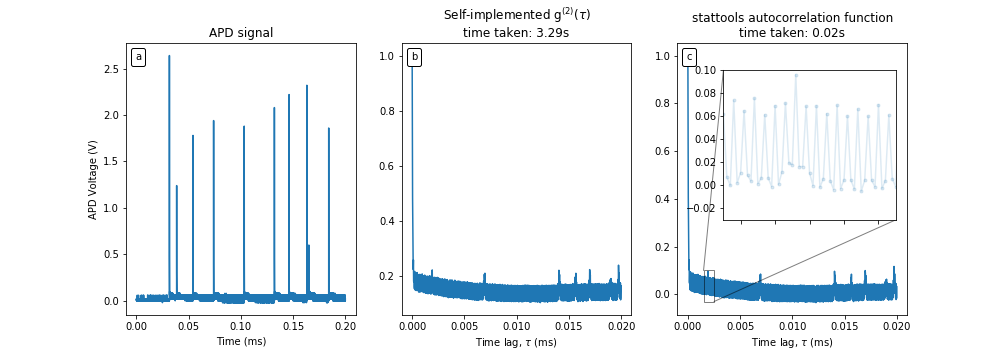 APD signal
a
2.5
2.0
1.5
1.0
0.5
0.0
APD Voltage (V)
0.00 0.05 0.10 0.15 0.20
Time (ms)
Self-implemented g⁽²⁾(τ)
time taken: 3.29s
b
1.0
0.8
0.6
0.4
0.2
0.000 0.005 0.010 0.015 0.020
Time lag, τ (ms)
stattools autocorrelation function
time taken: 0.02s
c
1.0
0.8
0.6
0.4
0.2
0.0
0.10
0.08
0.06
0.04
0.02
0.00
−0.02
0.000 0.005 0.010 0.015 0.020
Time lag, τ (ms)